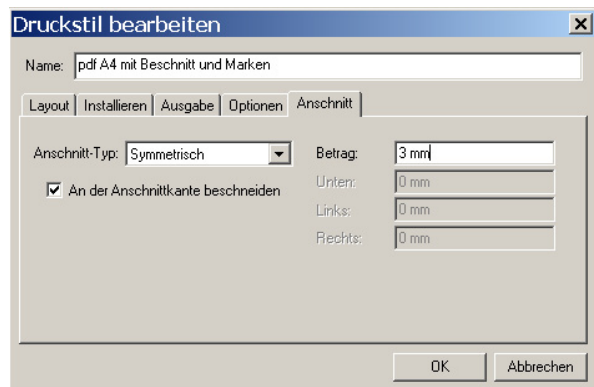 Druckstil bearbeiten
Name: pdf A4 mit Beschnitt und Marken
Layout Installieren Ausgabe Optionen Anschnitt
Anschnitt-Typ: Symmetrisch Betrag: 3 mm
An der Anschnittkante beschneiden Unten: 0 mm
Links: 0 mm
Rechts: 0 mm
OK Abbrechen